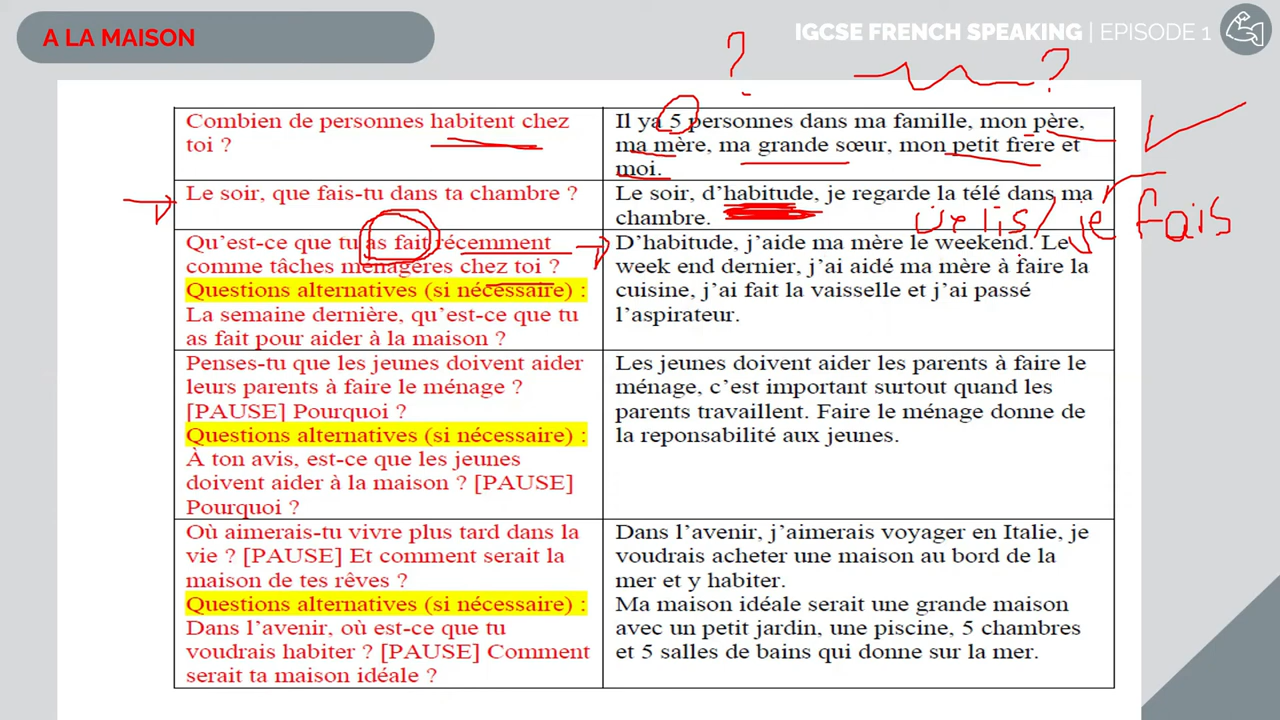 A LA MAISON
IGCSE FRENCH SPEAKING | EPISODE 1
? ?
Combien de personnes habitent chez
toi ?
Il ya 5 personnes dans ma famille, mon père,
ma mère, ma grande sœur, mon petit frère et
moi.
Le soir, que fais-tu dans ta chambre ?
Le soir, d’habitude, je regarde la télé dans ma
chambre.
lis / je fais
Qu’est-ce que tu as fait récemment
comme tâches ménagères chez toi ?
Questions alternatives (si nécessaire) :
La semaine dernière, qu’est-ce que tu
as fait pour aider à la maison ?
D’habitude, j’aide ma mère le weekend. Le
week end dernier, j’ai aidé ma mère à faire la
cuisine, j’ai fait la vaisselle et j’ai passé
l’aspirateur.
Penses-tu que les jeunes doivent aider
leurs parents à faire le ménage ?
[PAUSE] Pourquoi ?
Questions alternatives (si nécessaire) :
À ton avis, est-ce que les jeunes
doivent aider à la maison ? [PAUSE]
Pourquoi ?
Les jeunes doivent aider les parents à faire le
ménage, c’est important surtout quand les
parents travaillent. Faire le ménage donne de
la reponsabilité aux jeunes.
Où aimerais-tu vivre plus tard dans la
vie ? [PAUSE] Et comment serait la
maison de tes rêves ?
Questions alternatives (si nécessaire) :
Dans l’avenir, où est-ce que tu
voudrais habiter ? [PAUSE] Comment
serait ta maison idéale ?
Dans l’avenir, j’aimerais voyager en Italie, je
voudrais acheter une maison au bord de la
mer et y habiter.
Ma maison idéale serait une grande maison
avec un petit jardin, une piscine, 5 chambres
et 5 salles de bains qui donne sur la mer.